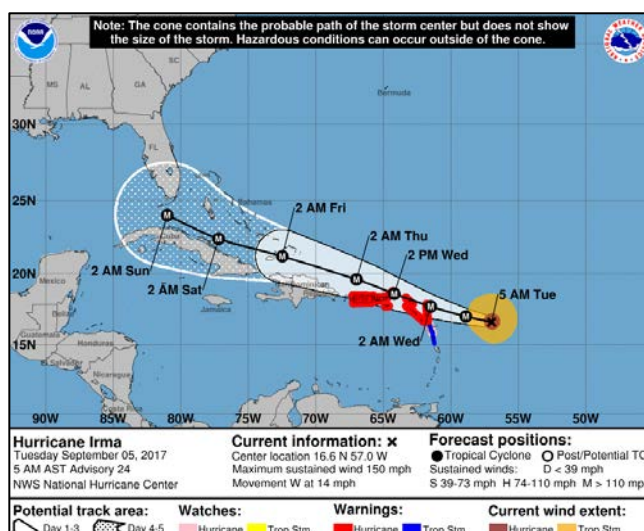 Note: The cone contains the probable path of the storm center but does not show
the size of the storm. Hazardous conditions can occur outside of the cone.
NOAA
SC
MS
AL
GA
Bermuda
30N
FL
25N
2 AM Fri
Bahamas
M
M
M
M
M
M
2 AM Thu
Cuba
2 PM Wed
2 AM Sun
20N
Mexico
2 AM Sat
5 AM Tue
Jamaica
Belize
Guatemala
Honduras
15N
2 AM Wed
El Salvador
Nicaragua
Costa Rica
90W 85W 80W 75W 70W 65W 60W 55W 50W
Hurricane Irma
Tuesday September 05, 2017
5 AM AST Advisory 24
NWS National Hurricane Center
Current information: ×
Center location 16.6 N 57.0 W
Maximum sustained wind 150 mph
Movement W at 14 mph
Forecast positions:
● Tropical Cyclone ○ Post/Potential TC
Sustained winds: D < 39 mph
S 39-73 mph H 74-110 mph M > 110 mph
Potential track area:
Day 1-3 Day 4-5
Watches:
Hurricane Trop Stm
Warnings:
Hurricane Trop Stm
Current wind extent:
Hurricane Trop Stm